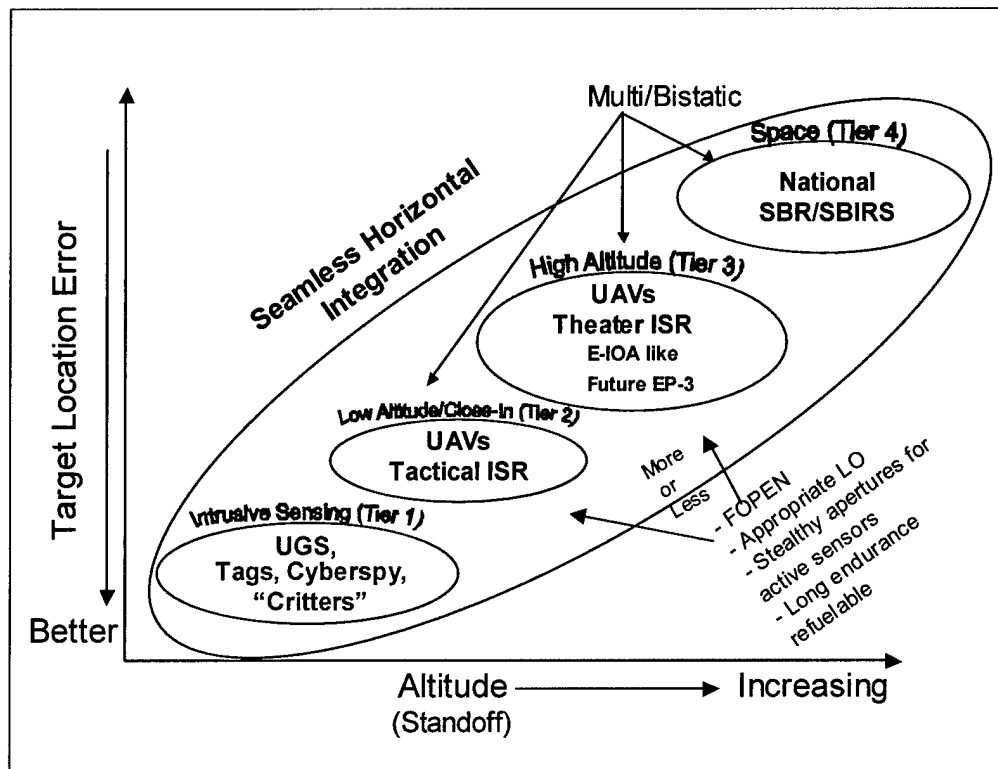 Multi/Bistatic
Space (Tier 4)
National
SBR/SBIRS
Seamless Horizontal
Integration
High Altitude (Tier 3)
UAVs
Theater ISR
E-IOA like
Future EP-3
Low Altitude/Close-In (Tier 2)
UAVs
Tactical ISR
Intrusive Sensing (Tier 1)
UGS,
Tags, Cyberspy,
“Critters”
More
or
Less
- FOPEN
- Appropriate LO
- Stealthy apertures for
active sensors
- Long endurance
refuelable
Target Location Error
Better
Altitude
(Standoff)
Increasing